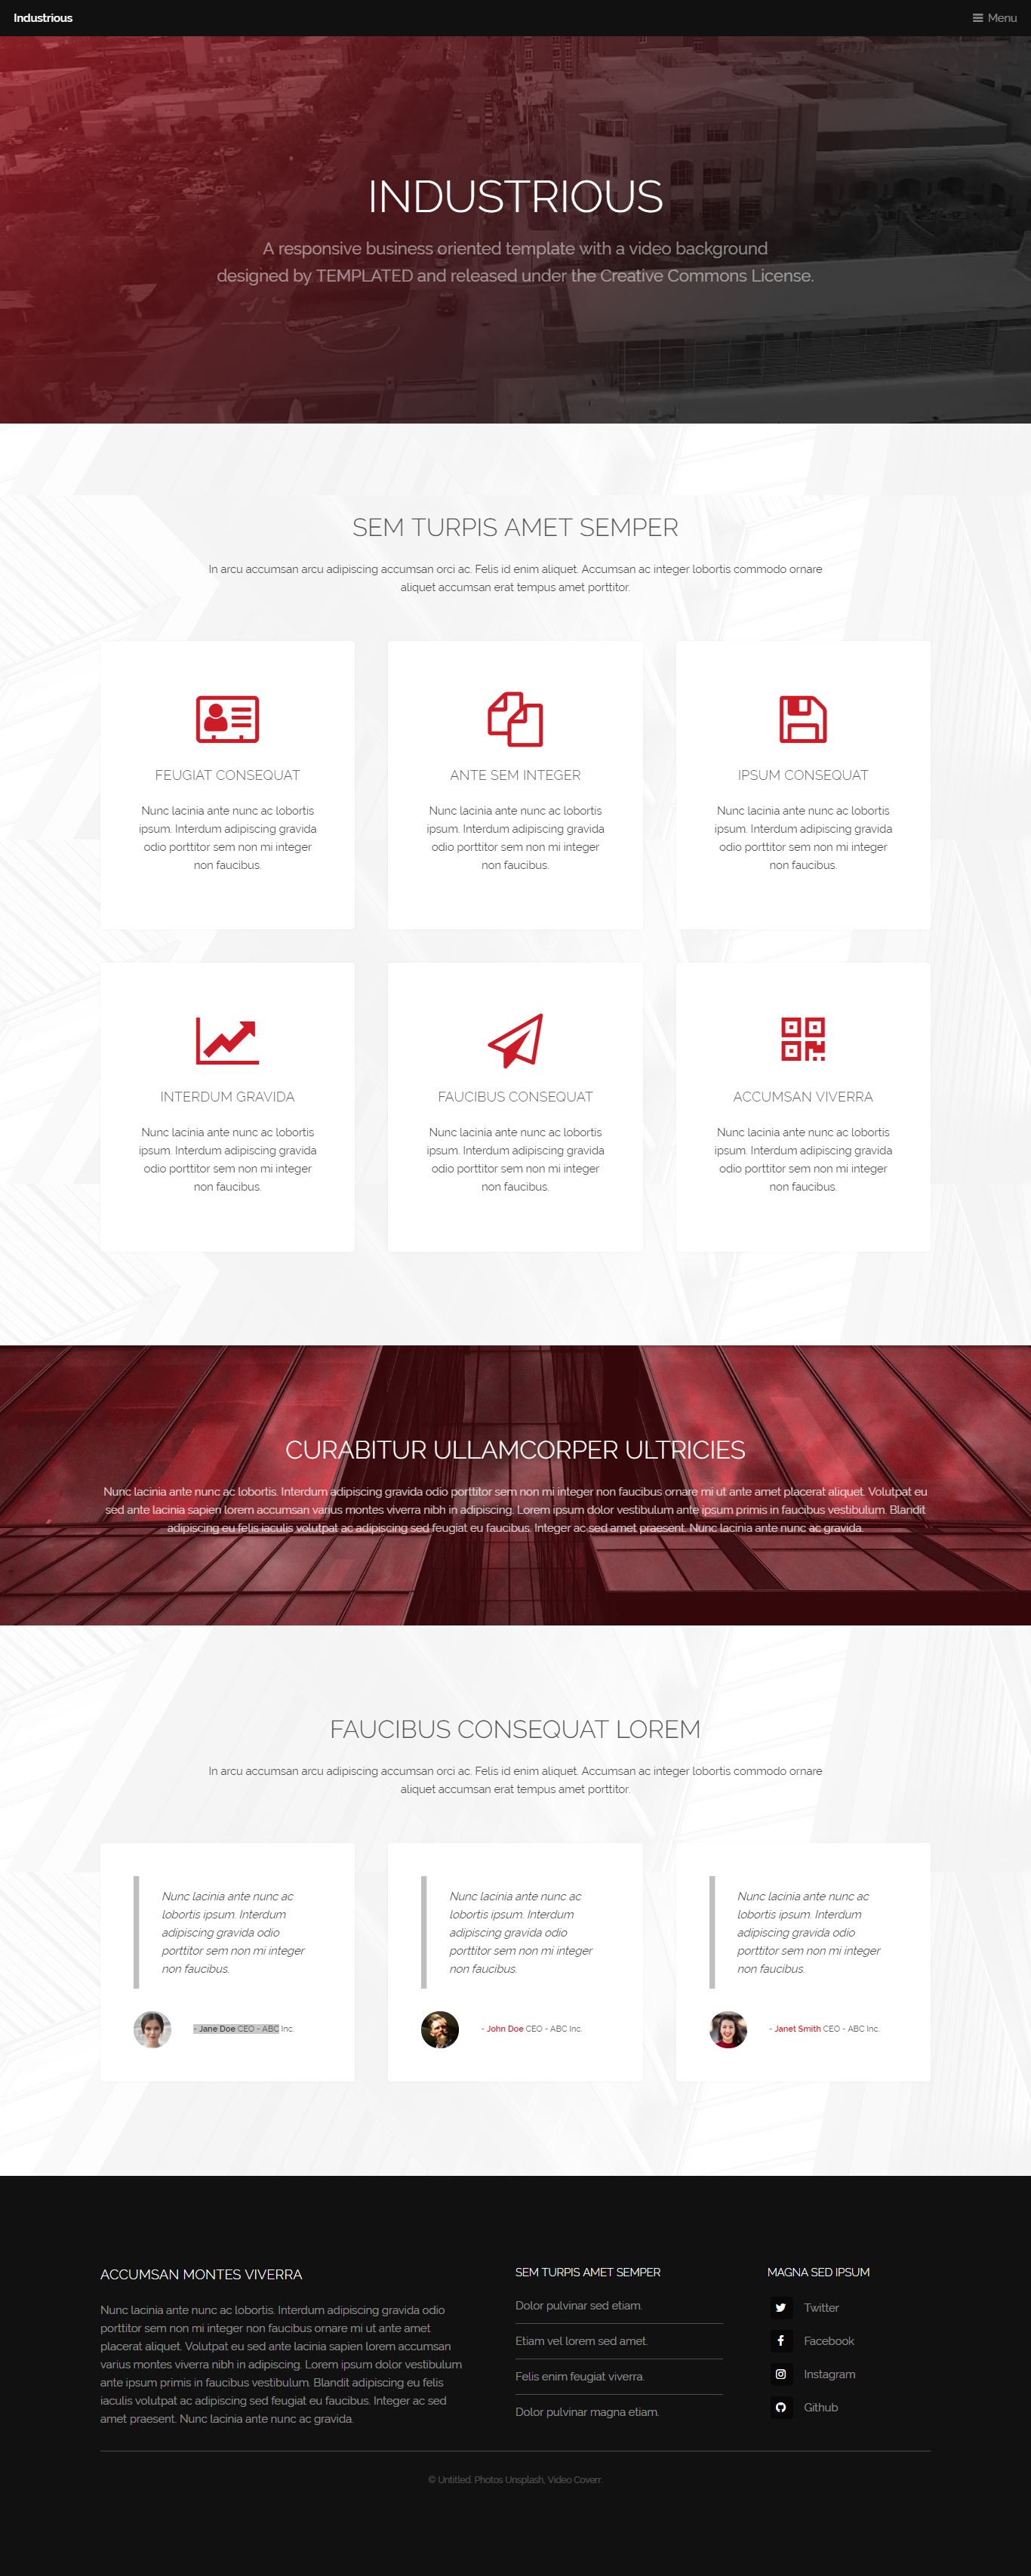 Industrious
Menu
INDUSTRIOUS
A responsive business oriented template with a video background
designed by TEMPLATED and released under the Creative Commons License.
SEM TURPIS AMET SEMPER
In arcu accumsan arcu adipiscing accumsan orci ac. Felis id enim aliquet. Accumsan ac integer lobortis commodo ornare
aliquet accumsan erat tempus amet porttitor.
FEUGIAT CONSEQUAT
Nunc lacinia ante nunc ac lobortis
ipsum. Interdum adipiscing gravida
odio porttitor sem non mi integer
non faucibus.
ANTE SEM INTEGER
Nunc lacinia ante nunc ac lobortis
ipsum. Interdum adipiscing gravida
odio porttitor sem non mi integer
non faucibus.
IPSUM CONSEQUAT
Nunc lacinia ante nunc ac lobortis
ipsum. Interdum adipiscing gravida
odio porttitor sem non mi integer
non faucibus.
INTERDUM GRAVIDA
Nunc lacinia ante nunc ac lobortis
ipsum. Interdum adipiscing gravida
odio porttitor sem non mi integer
non faucibus.
FAUCIBUS CONSEQUAT
Nunc lacinia ante nunc ac lobortis
ipsum. Interdum adipiscing gravida
odio porttitor sem non mi integer
non faucibus.
ACCUMSAN VIVERRA
Nunc lacinia ante nunc ac lobortis
ipsum. Interdum adipiscing gravida
odio porttitor sem non mi integer
non faucibus.
CURABITUR ULLAMCORPER ULTRICIES
Nunc lacinia ante nunc ac lobortis. Interdum adipiscing gravida odio porttitor sem non mi integer non faucibus ornare mi ut ante amet placerat aliquet. Volutpat eu
sed ante lacinia sapien lorem accumsan varius montes viverra nibh in adipiscing. Lorem ipsum dolor vestibulum ante ipsum primis in faucibus vestibulum. Blandit
adipiscing eu felis iaculis volutpat ac adipiscing sed feugiat eu faucibus. Integer ac sed amet praesent. Nunc lacinia ante nunc ac gravida.
FAUCIBUS CONSEQUAT LOREM
In arcu accumsan arcu adipiscing accumsan orci ac. Felis id enim aliquet. Accumsan ac integer lobortis commodo ornare
aliquet accumsan erat tempus amet porttitor.
Nunc lacinia ante nunc ac
lobortis ipsum. Interdum
adipiscing gravida odio
porttitor sem non mi integer
non faucibus.
- Jane Doe CEO - ABC Inc.
Nunc lacinia ante nunc ac
lobortis ipsum. Interdum
adipiscing gravida odio
porttitor sem non mi integer
non faucibus.
- John Doe CEO - ABC Inc.
Nunc lacinia ante nunc ac
lobortis ipsum. Interdum
adipiscing gravida odio
porttitor sem non mi integer
non faucibus.
- Janet Smith CEO - ABC Inc.
ACCUMSAN MONTES VIVERRA
Nunc lacinia ante nunc ac lobortis. Interdum adipiscing gravida odio
porttitor sem non mi integer non faucibus ornare mi ut ante amet
placerat aliquet. Volutpat eu sed ante lacinia sapien lorem accumsan
varius montes viverra nibh in adipiscing. Lorem ipsum dolor vestibulum
ante ipsum primis in faucibus vestibulum. Blandit adipiscing eu felis
iaculis volutpat ac adipiscing sed feugiat eu faucibus. Integer ac sed
amet praesent. Nunc lacinia ante nunc ac gravida.
SEM TURPIS AMET SEMPER
Dolor pulvinar sed etiam.
Etiam vel lorem sed amet.
Felis enim feugiat viverra.
Dolor pulvinar magna etiam.
MAGNA SED IPSUM
Twitter
Facebook
Instagram
Github
© Untitled. Photos Unsplash, Video Coverr.